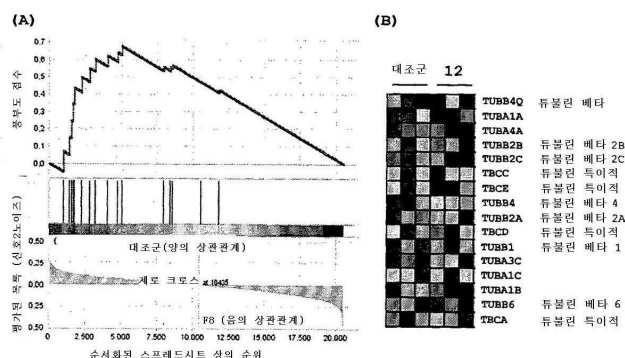 (A)
풍부도 점수
0.7
0.6
0.5
0.4
0.3
0.2
0.1
0.0
대조군(양의 상관관계)
평가된 목록 (신호2노이즈)
0.50
0.25
0.00
0.25
0.50
제로 크로스 at 10435
F8 (음의 상관관계)
0 2.500 5.000 7.500 10.000 12.500 15.000 17.500 20.000
순서화된 스프레드시트 상의 순위
(B)
대조군 12
TUBB4Q 튜불린 베타
TUBA1A
TUBA4A
TUBB2B 튜불린 베타 2B
TUBB2C 튜불린 베타 2C
TBCC 튜불린 특이적
TBCE 튜불린 특이적
TUBB4 튜불린 베타 4
TUBB2A 튜불린 베타 2A
TBCD 튜불린 특이적
TUBB1 튜불린 베타 1
TUBA3C
TUBA1C
TUBA1B
TUBB6 튜불린 베타 6
TBCA 튜불린 특이적